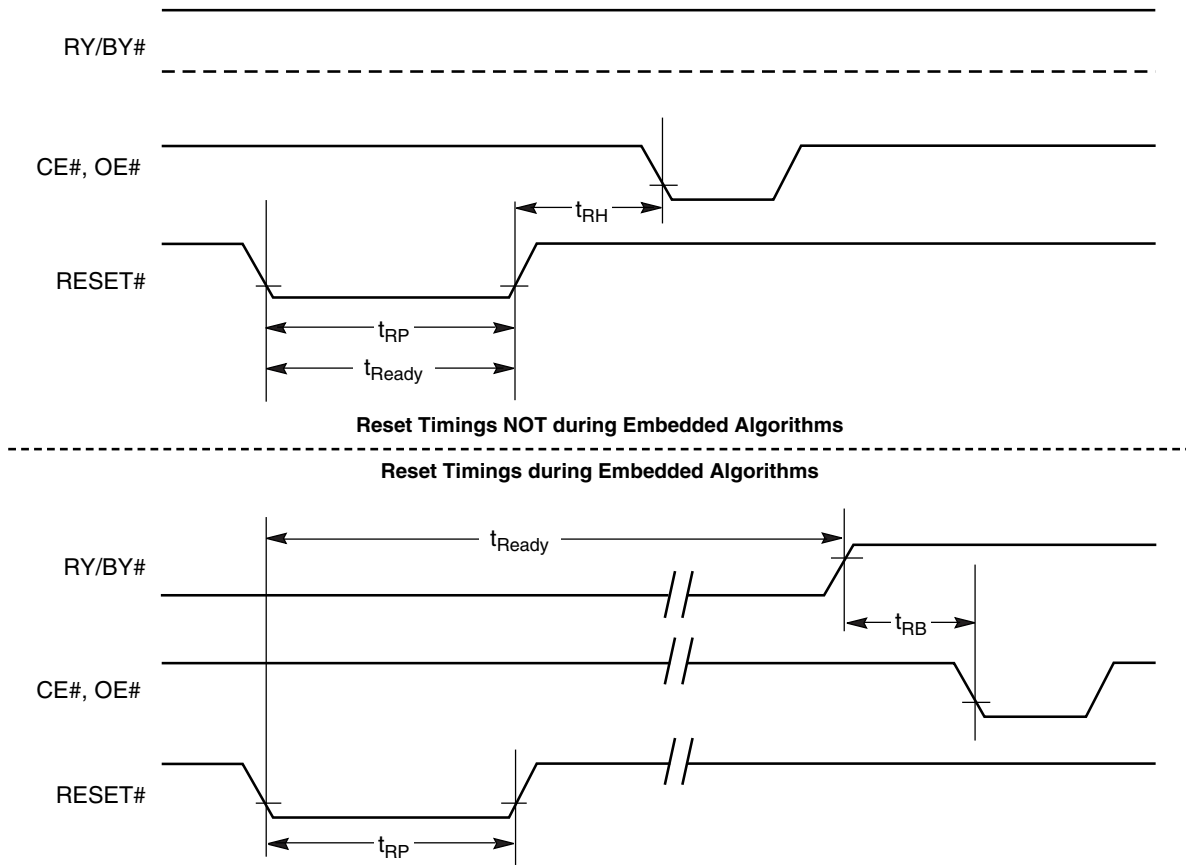 RY/BY#
CE#, OE#
tRH
RESET#
tRP
tReady
Reset Timings NOT during Embedded Algorithms
Reset Timings during Embedded Algorithms
tReady
RY/BY#
tRB
CE#, OE#
RESET#
tRP